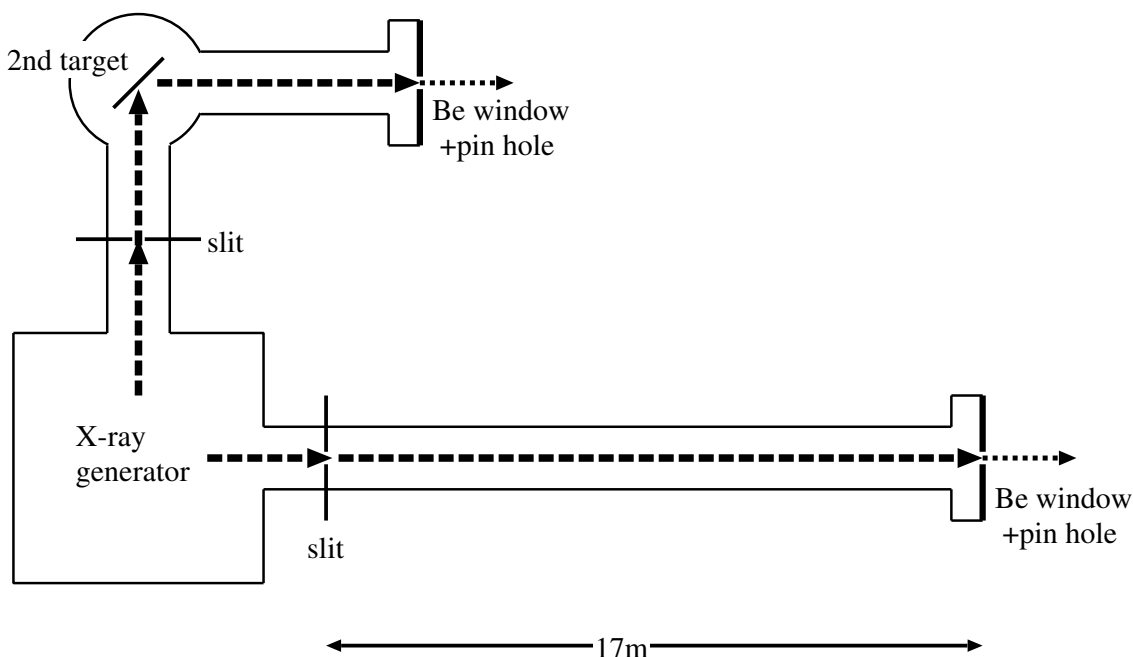 2nd target
Be window
+pin hole
slit
X-ray
generator
Be window
+pin hole
slit
17m